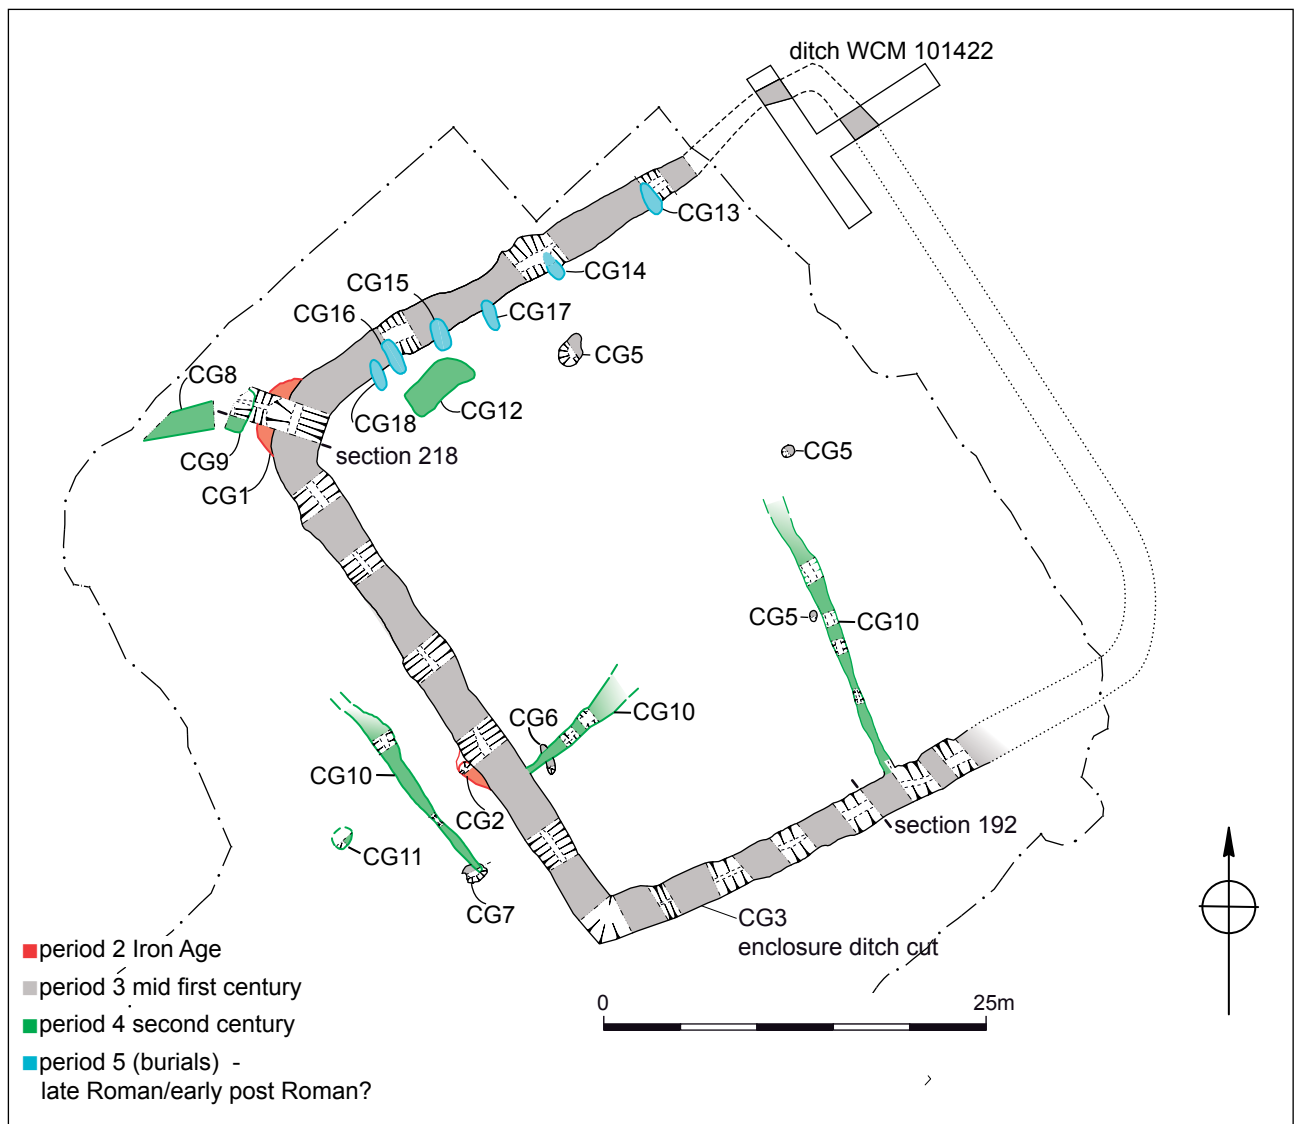 ditch WCM 101422
CG13
CG14
CG15
CG16
CG17
CG5
CG8
CG18
CG12
CG9
section 218
CG5
CG1
CG5
CG10
CG6
CG10
CG10
CG2
section 192
CG11
CG7
CG3
enclosure ditch cut
period 2 Iron Age
period 3 mid first century
period 4 second century
period 5 (burials) -
late Roman/early post Roman?
0
25m